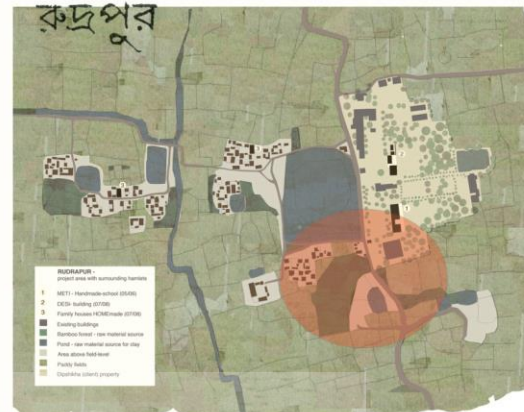 রুদ্রপুর
RUDRAPUR -
project area with surrounding hamlets
1 METI - Handmade-school (05/06)
2 DESI- building (07/08)
3 Family houses HOMEmade (07/08)
Existing buildings
Bamboo forest - raw material source
Pond - raw material source for clay
Area above field-level
Paddy fields
Dipshikha (client) property